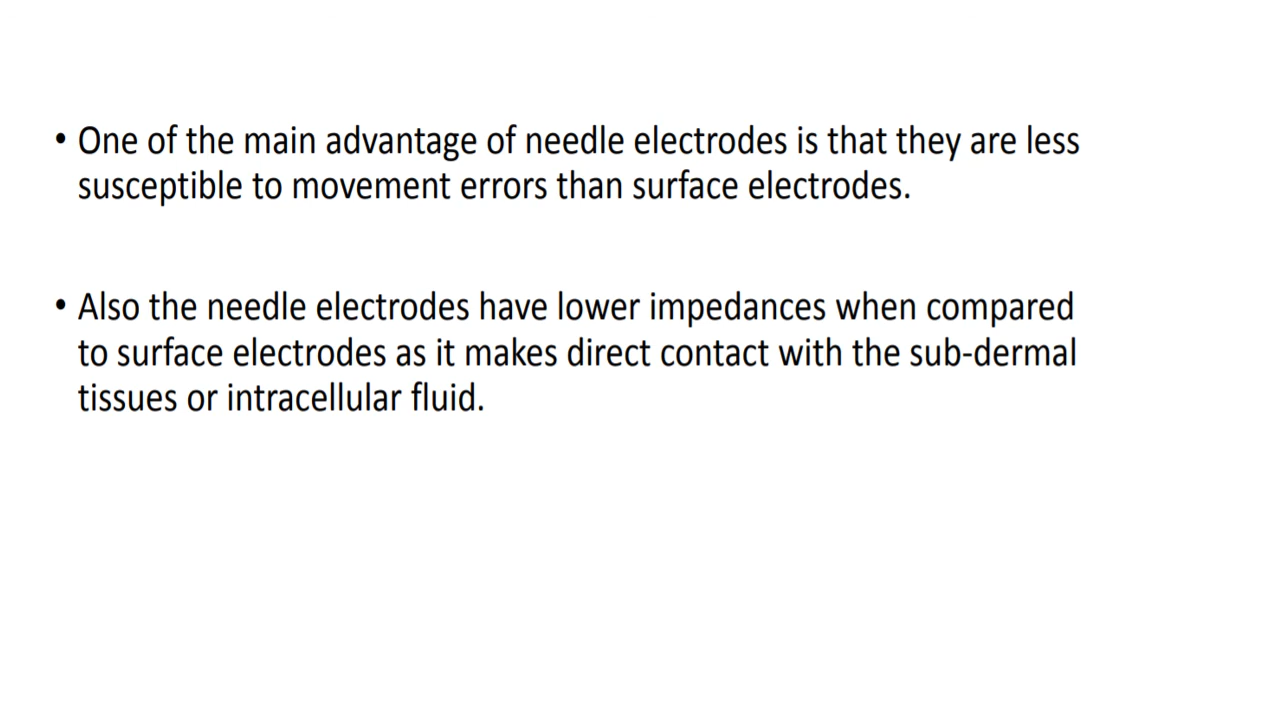 • One of the main advantage of needle electrodes is that they are less
susceptible to movement errors than surface electrodes.
• Also the needle electrodes have lower impedances when compared
to surface electrodes as it makes direct contact with the sub-dermal
tissues or intracellular fluid.